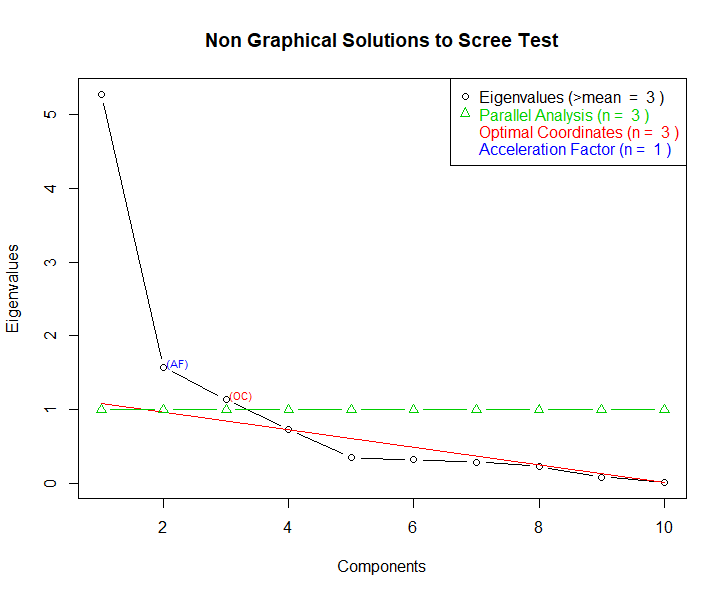 Non Graphical Solutions to Scree Test
Eigenvalues (>mean = 3 )
Parallel Analysis (n = 3 )
Optimal Coordinates (n = 3 )
Acceleration Factor (n = 1 )
Eigenvalues
5
4
3
2
1
0
(AF)
(OC)
2 4 6 8 10
Components